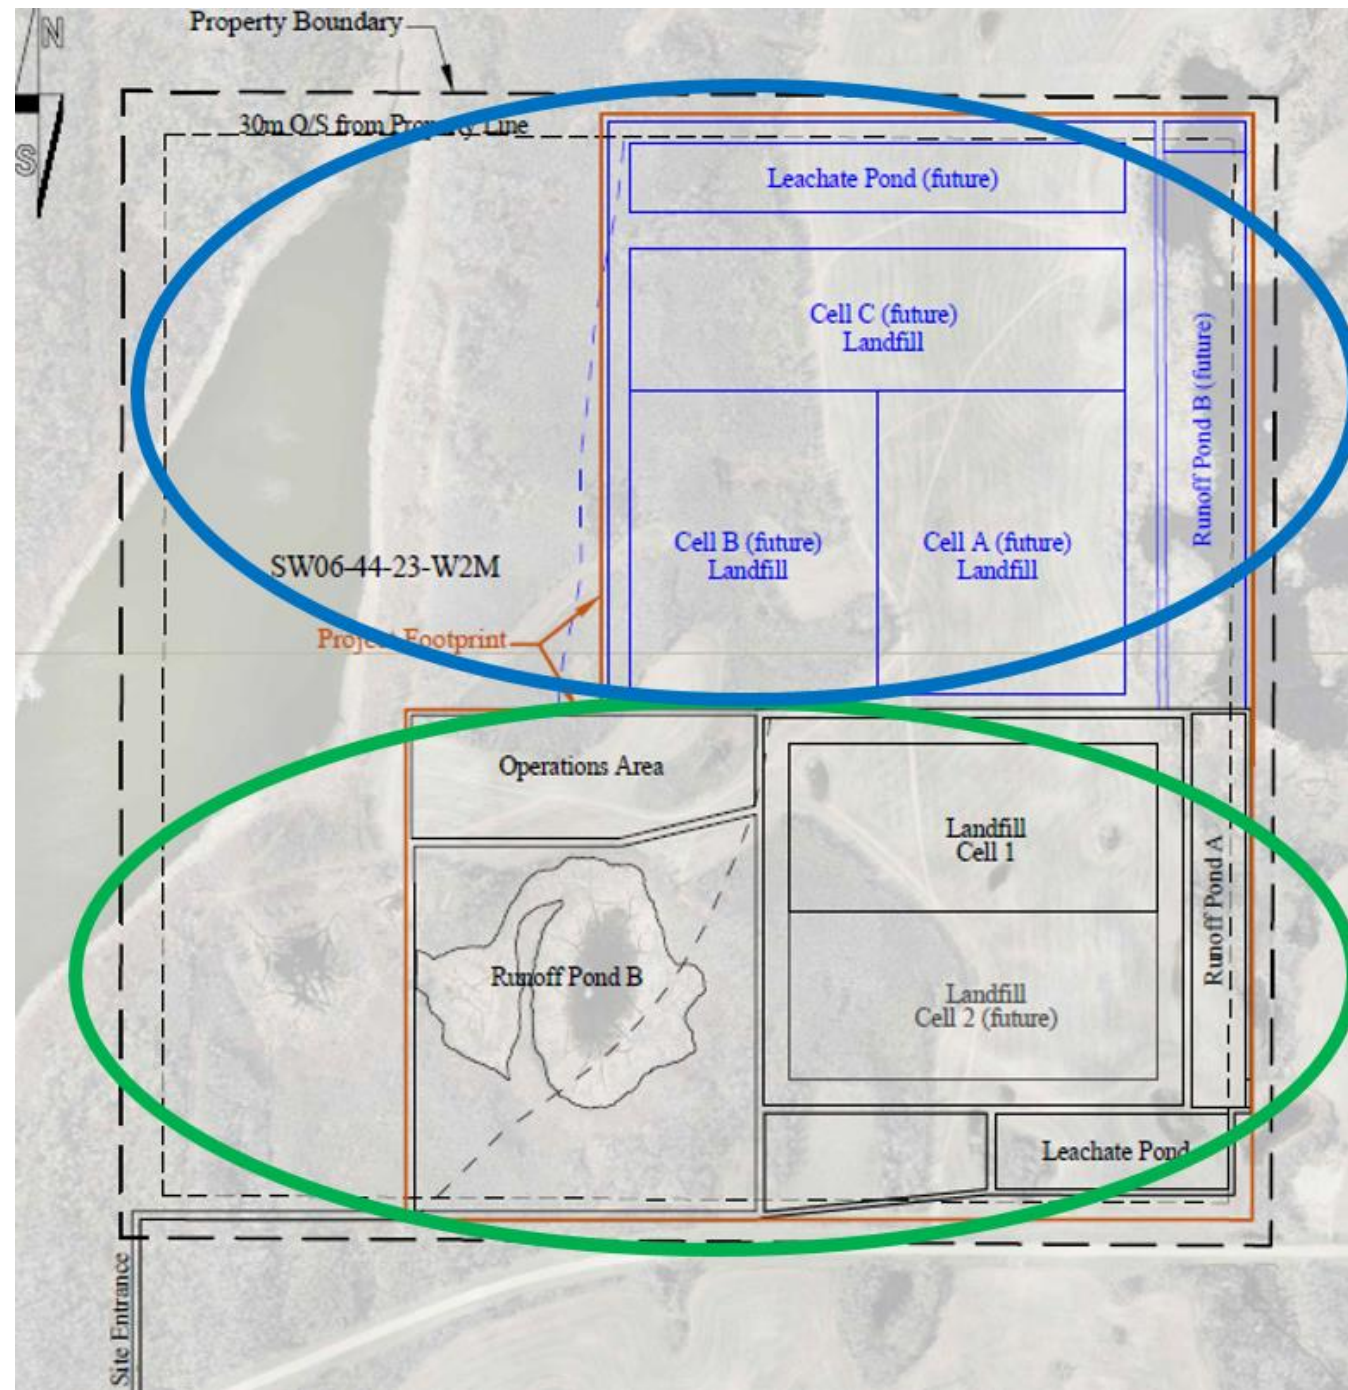 Property Boundary
N
30m O/S from Property Line
S
Leachate Pond (future)
Cell C (future)
Landfill
Runoff Pond B (future)
Cell B (future)
Landfill
Cell A (future)
Landfill
SW06-44-23-W2M
Project Footprint
Operations Area
Landfill
Cell 1
Runoff Pond A
Runoff Pond B
Landfill
Cell 2 (future)
Leachate Pond
Site Entrance